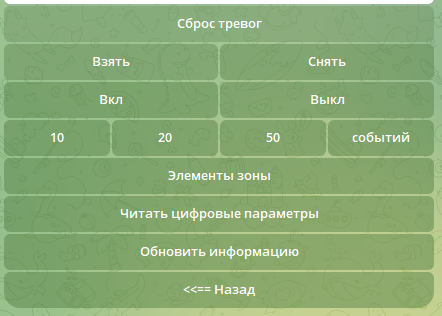 Сброс тревог
Взять Снять
Вкл Выкл
10 20 50 событий
Элементы зоны
Читать цифровые параметры
Обновить информацию
<<== Назад